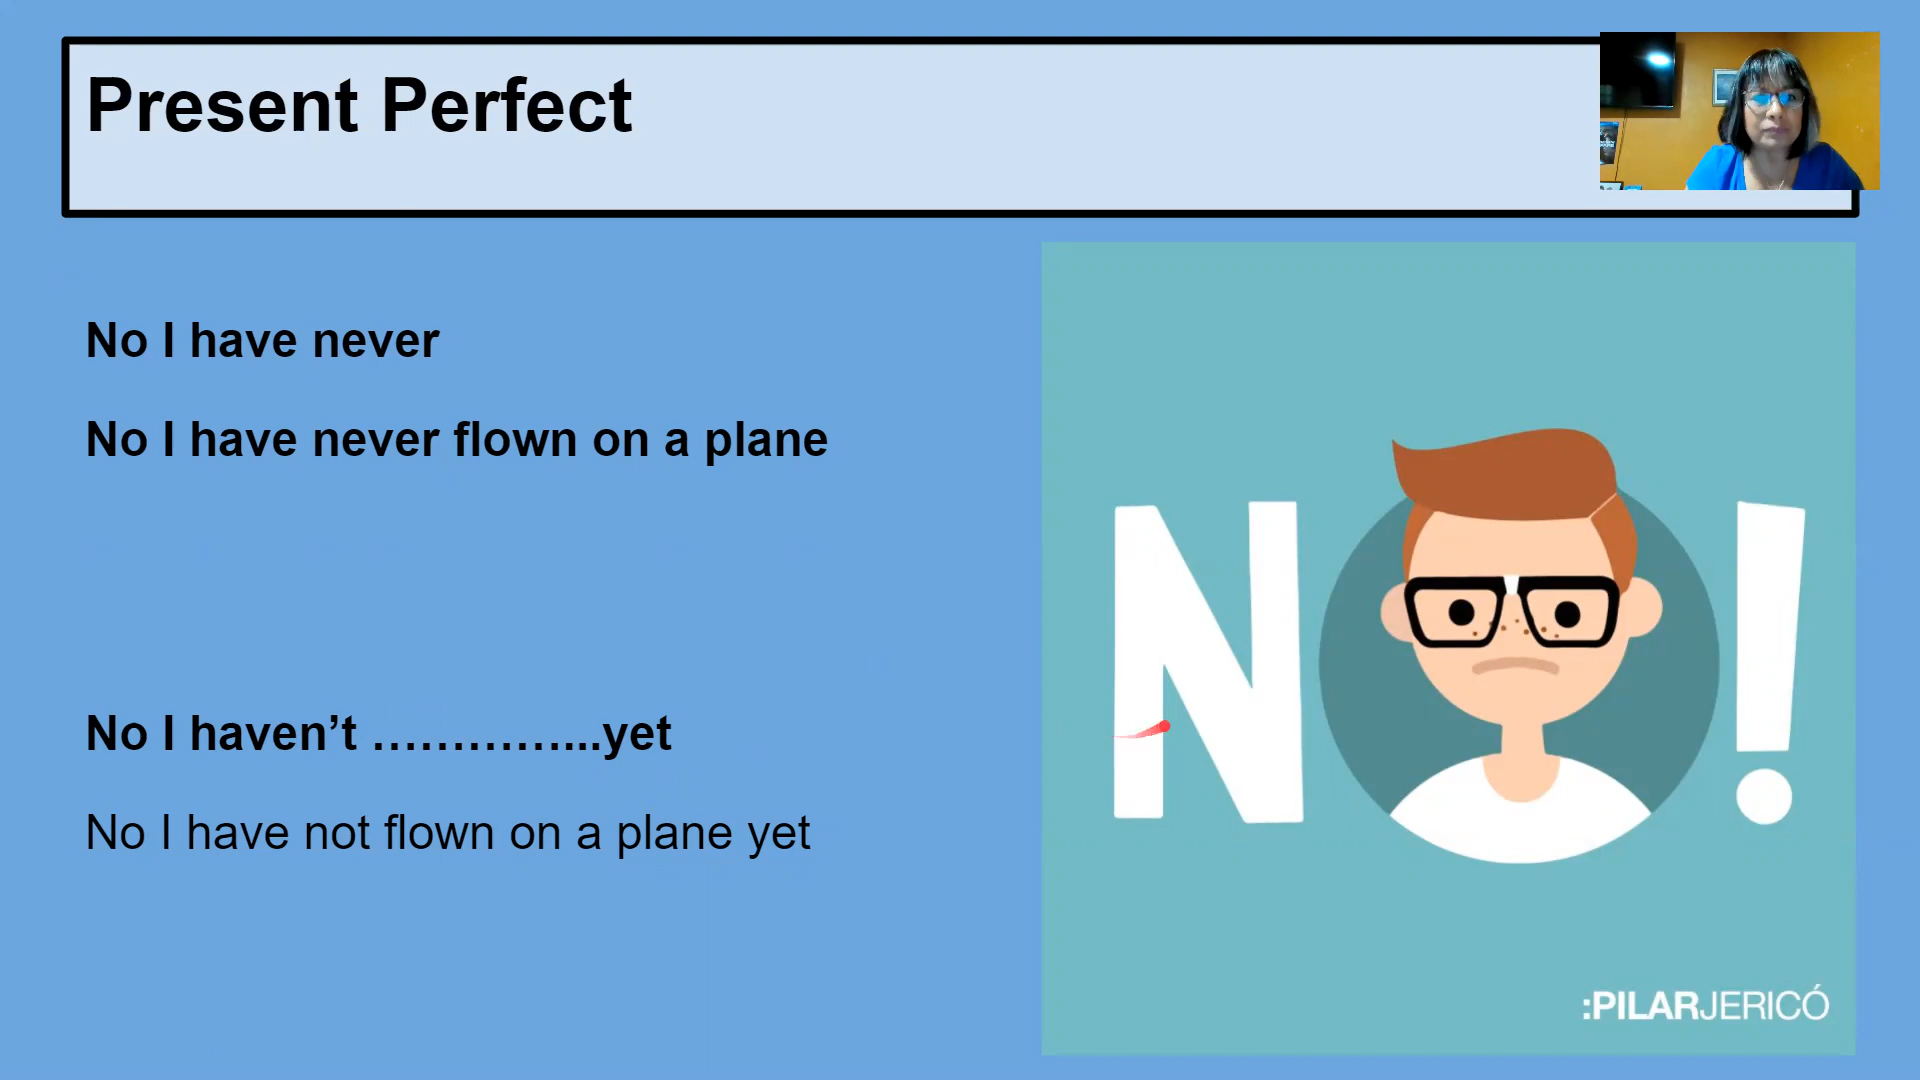 Present Perfect
No I have never
No I have never flown on a plane
No I haven’t …………...yet
No I have not flown on a plane yet
N !
:PILARJERICÓ